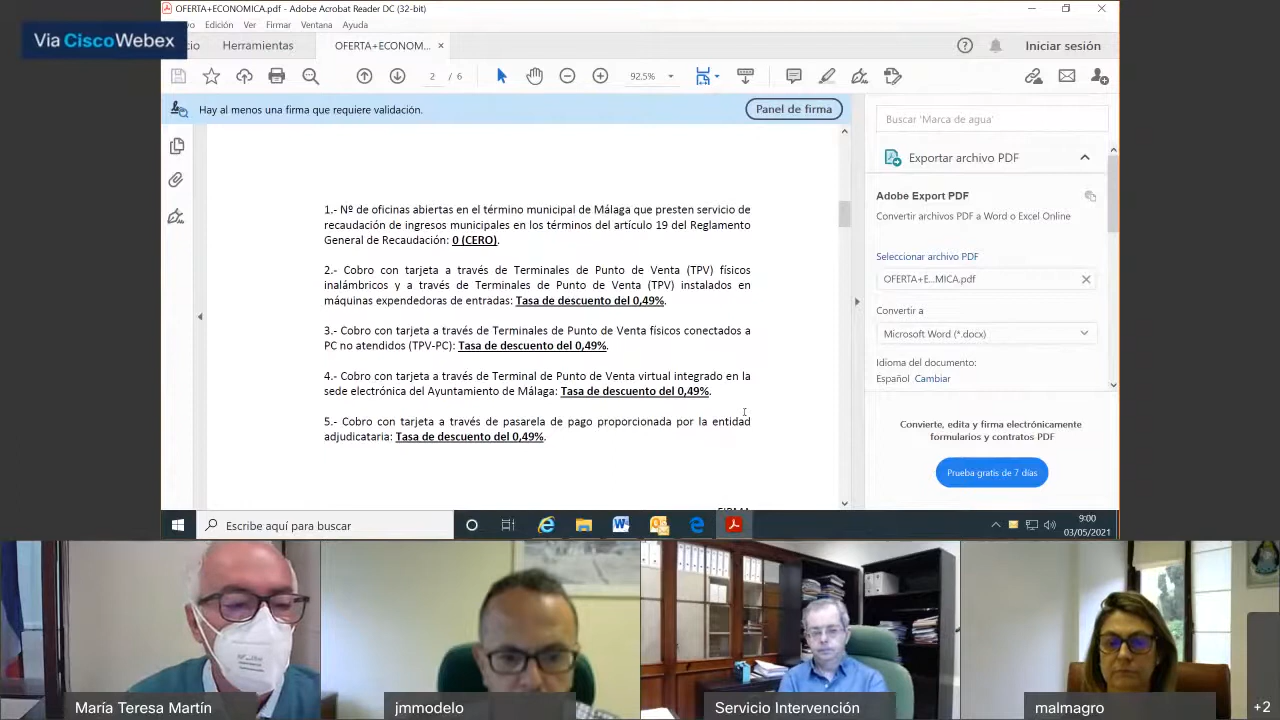 OFERTA+ECONOMICA.pdf - Adobe Acrobat Reader DC (32-bit)
Edición Ver Firmar Ventana Ayuda
Via Cisco Webex
Herramientas OFERTA+ECONOM... × Iniciar sesión
2 / 6 92.5%
Hay al menos una firma que requiere validación. Panel de firma
Buscar 'Marca de agua'
Exportar archivo PDF
Adobe Export PDF
Convertir archivos PDF a Word o Excel Online
Seleccionar archivo PDF
OFERTA+E...MICA.pdf
Convertir a
Microsoft Word (*.docx)
Idioma del documento:
Español Cambiar
Convierte, edita y firma electrónicamente
formularios y contratos PDF
Prueba gratis de 7 días
1.- Nº de oficinas abiertas en el término municipal de Málaga que presten servicio de
recaudación de ingresos municipales en los términos del artículo 19 del Reglamento
General de Recaudación: 0 (CERO).
2.- Cobro con tarjeta a través de Terminales de Punto de Venta (TPV) físicos
inalámbricos y a través de Terminales de Punto de Venta (TPV) instalados en
máquinas expendedoras de entradas: Tasa de descuento del 0,49%.
3.- Cobro con tarjeta a través de Terminales de Punto de Venta físicos conectados a
PC no atendidos (TPV-PC): Tasa de descuento del 0,49%.
4.- Cobro con tarjeta a través de Terminal de Punto de Venta virtual integrado en la
sede electrónica del Ayuntamiento de Málaga: Tasa de descuento del 0,49%.
5.- Cobro con tarjeta a través de pasarela de pago proporcionada por la entidad
adjudicataria: Tasa de descuento del 0,49%.
Escribe aquí para buscar
9:00
03/05/2021
María Teresa Martín
jmmodelo
Servicio Intervención
malmagro
+2